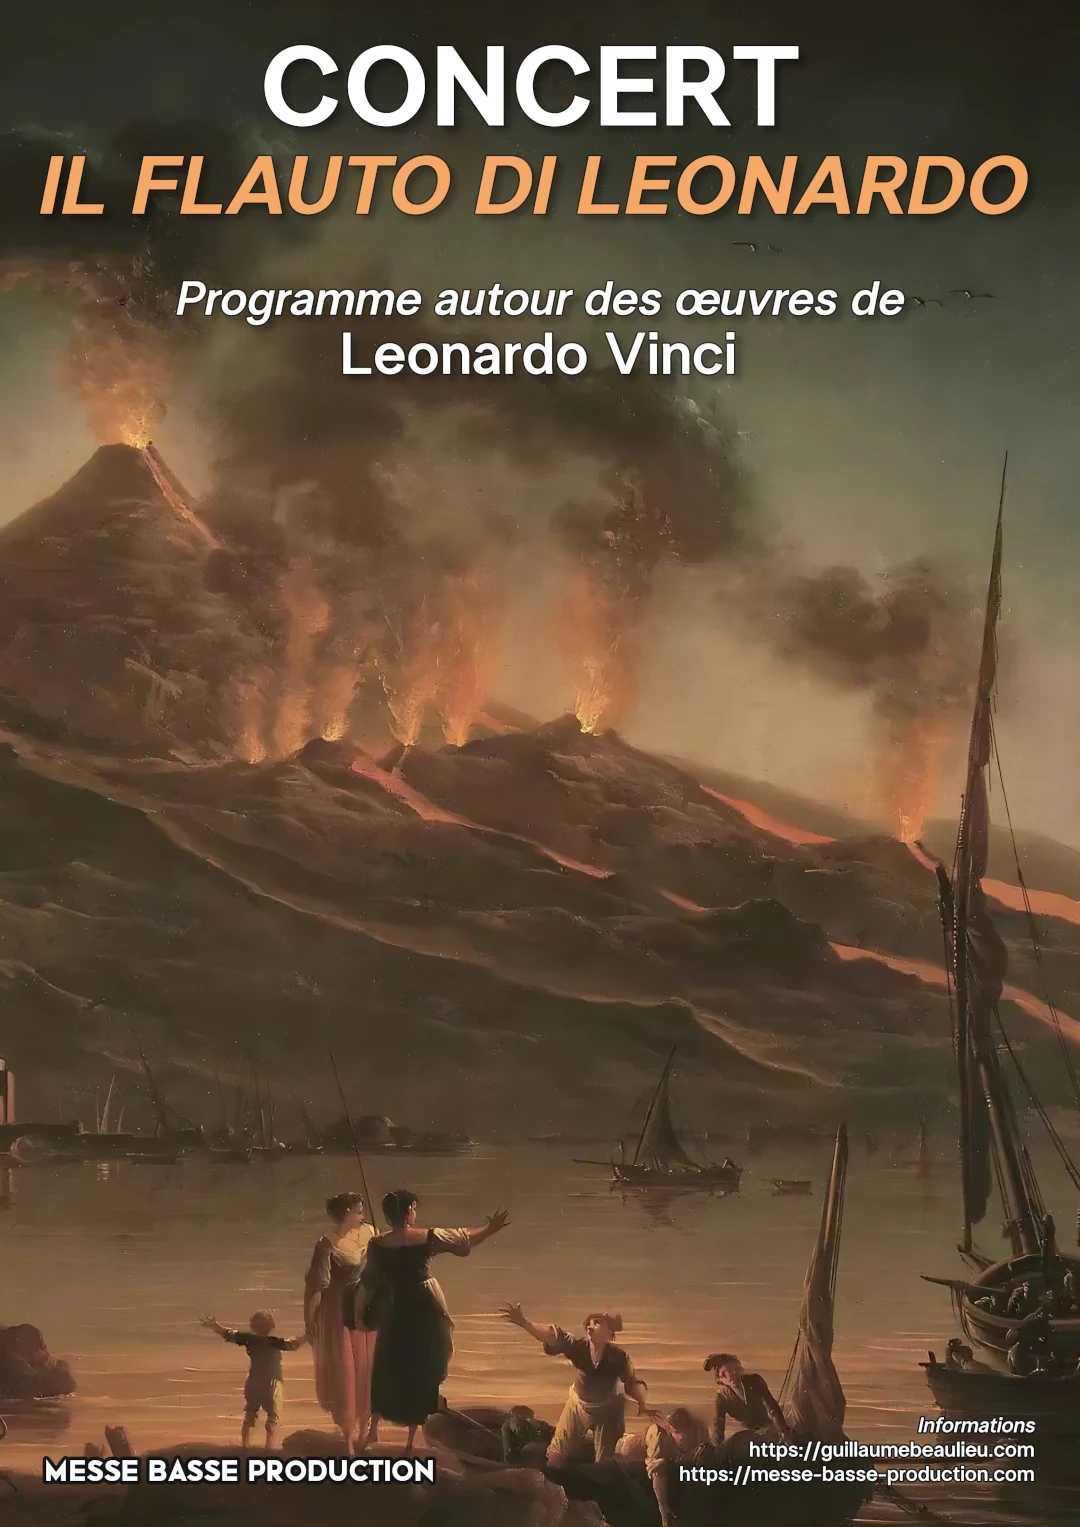 CONCERT
IL FLAUTO DI LEONARDO
Programme autour des œuvres de
Leonardo Vinci
Informations
https://guillaumebeaulieu.com
https://messe-basse-production.com
MESSE BASSE PRODUCTION